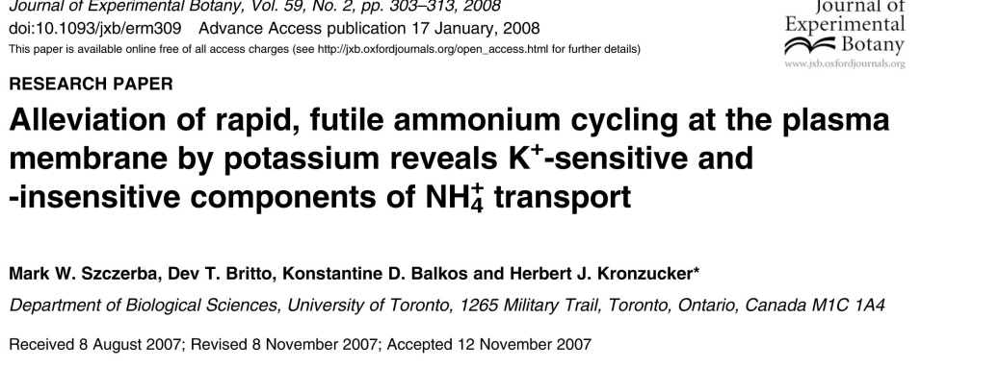 Journal of Experimental Botany, Vol. 59, No. 2, pp. 303–313, 2008
doi:10.1093/jxb/erm309 Advance Access publication 17 January, 2008
This paper is available online free of all access charges (see http://jxb.oxfordjournals.org/open_access.html for further details)
Journal of
Experimental
Botany
www.jxb.oxfordjournals.org
RESEARCH PAPER
Alleviation of rapid, futile ammonium cycling at the plasma
membrane by potassium reveals K⁺-sensitive and
-insensitive components of NH₄⁺ transport
Mark W. Szczerba, Dev T. Britto, Konstantine D. Balkos and Herbert J. Kronzucker*
Department of Biological Sciences, University of Toronto, 1265 Military Trail, Toronto, Ontario, Canada M1C 1A4
Received 8 August 2007; Revised 8 November 2007; Accepted 12 November 2007